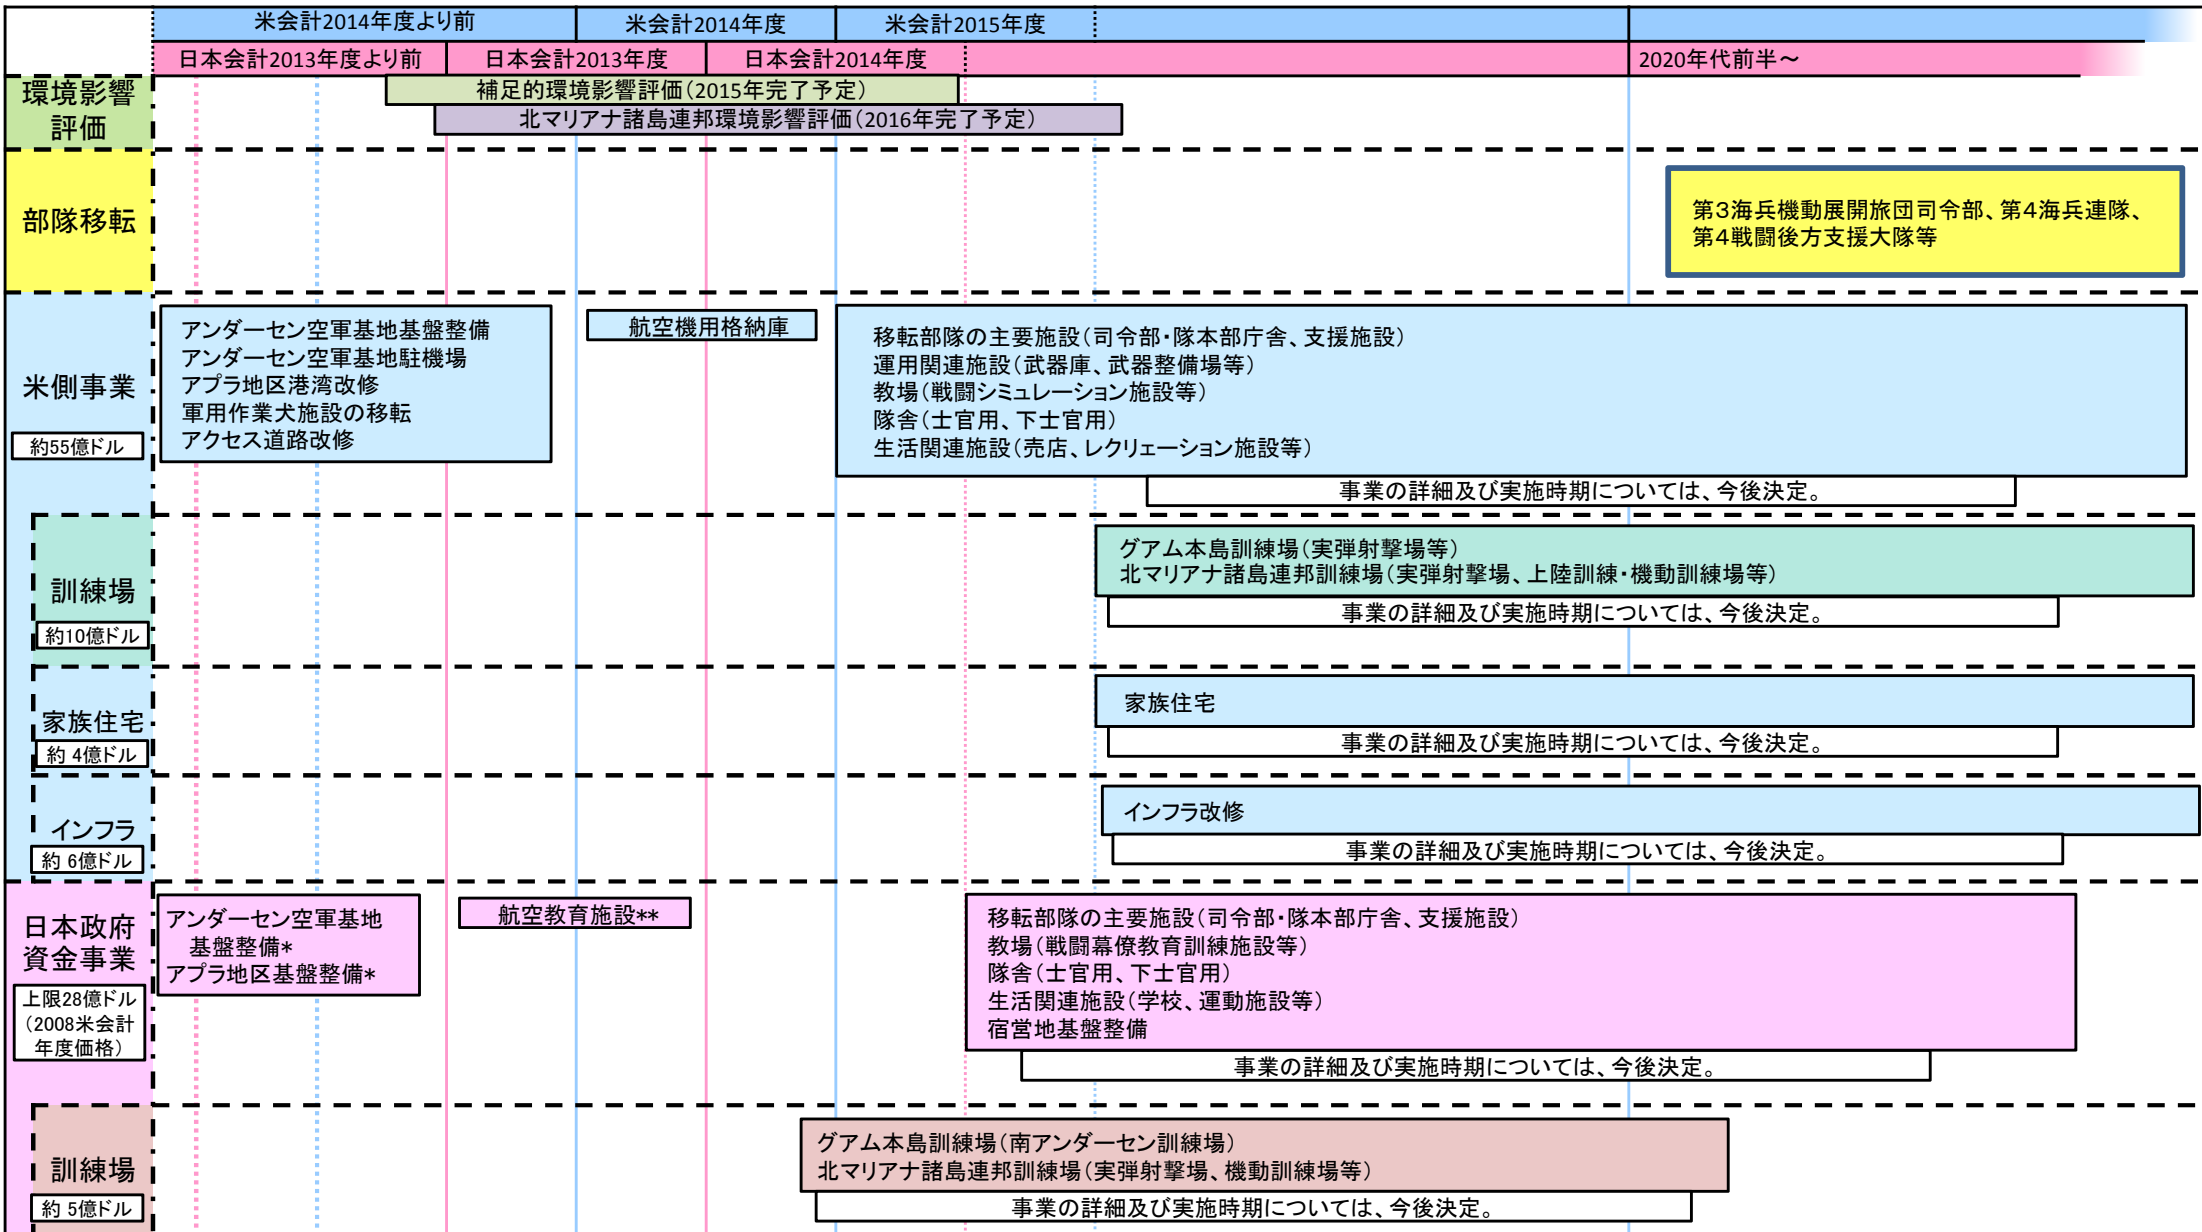 米会計2014年度より前
米会計2014年度
米会計2015年度
日本会計2013年度より前
日本会計2013年度
日本会計2014年度
2020年代前半～
環境影響
評価
補足的環境影響評価(2015年完了予定)
北マリアナ諸島連邦環境影響評価(2016年完了予定)
部隊移転
第3海兵機動展開旅団司令部、第4海兵連隊、
第4戦闘後方支援大隊等
米側事業
約55億ドル
アンダーセン空軍基地基盤整備
アンダーセン空軍基地駐機場
アプラ地区港湾改修
軍用作業犬施設の移転
アクセス道路改修
航空機用格納庫
移転部隊の主要施設(司令部・隊本部庁舎、支援施設)
運用関連施設(武器庫、武器整備場等)
教場(戦闘シミュレーション施設等)
隊舎(士官用、下士官用)
生活関連施設(売店、レクリェーション施設等)
事業の詳細及び実施時期については、今後決定。
訓練場
約10億ドル
グアム本島訓練場(実弾射撃場等)
北マリアナ諸島連邦訓練場(実弾射撃場、上陸訓練・機動訓練場等)
事業の詳細及び実施時期については、今後決定。
家族住宅
約 4億ドル
家族住宅
事業の詳細及び実施時期については、今後決定。
インフラ
約 6億ドル
インフラ改修
事業の詳細及び実施時期については、今後決定。
日本政府
資金事業
上限28億ドル
(2008米会計
年度価格)
アンダーセン空軍基地
基盤整備*
アプラ地区基盤整備*
航空教育施設**
移転部隊の主要施設(司令部・隊本部庁舎、支援施設)
教場(戦闘幕僚教育訓練施設等)
隊舎(士官用、下士官用)
生活関連施設(学校、運動施設等)
宿営地基盤整備
事業の詳細及び実施時期については、今後決定。
訓練場
約 5億ドル
グアム本島訓練場(南アンダーセン訓練場)
北マリアナ諸島連邦訓練場(実弾射撃場、機動訓練場等)
事業の詳細及び実施時期については、今後決定。